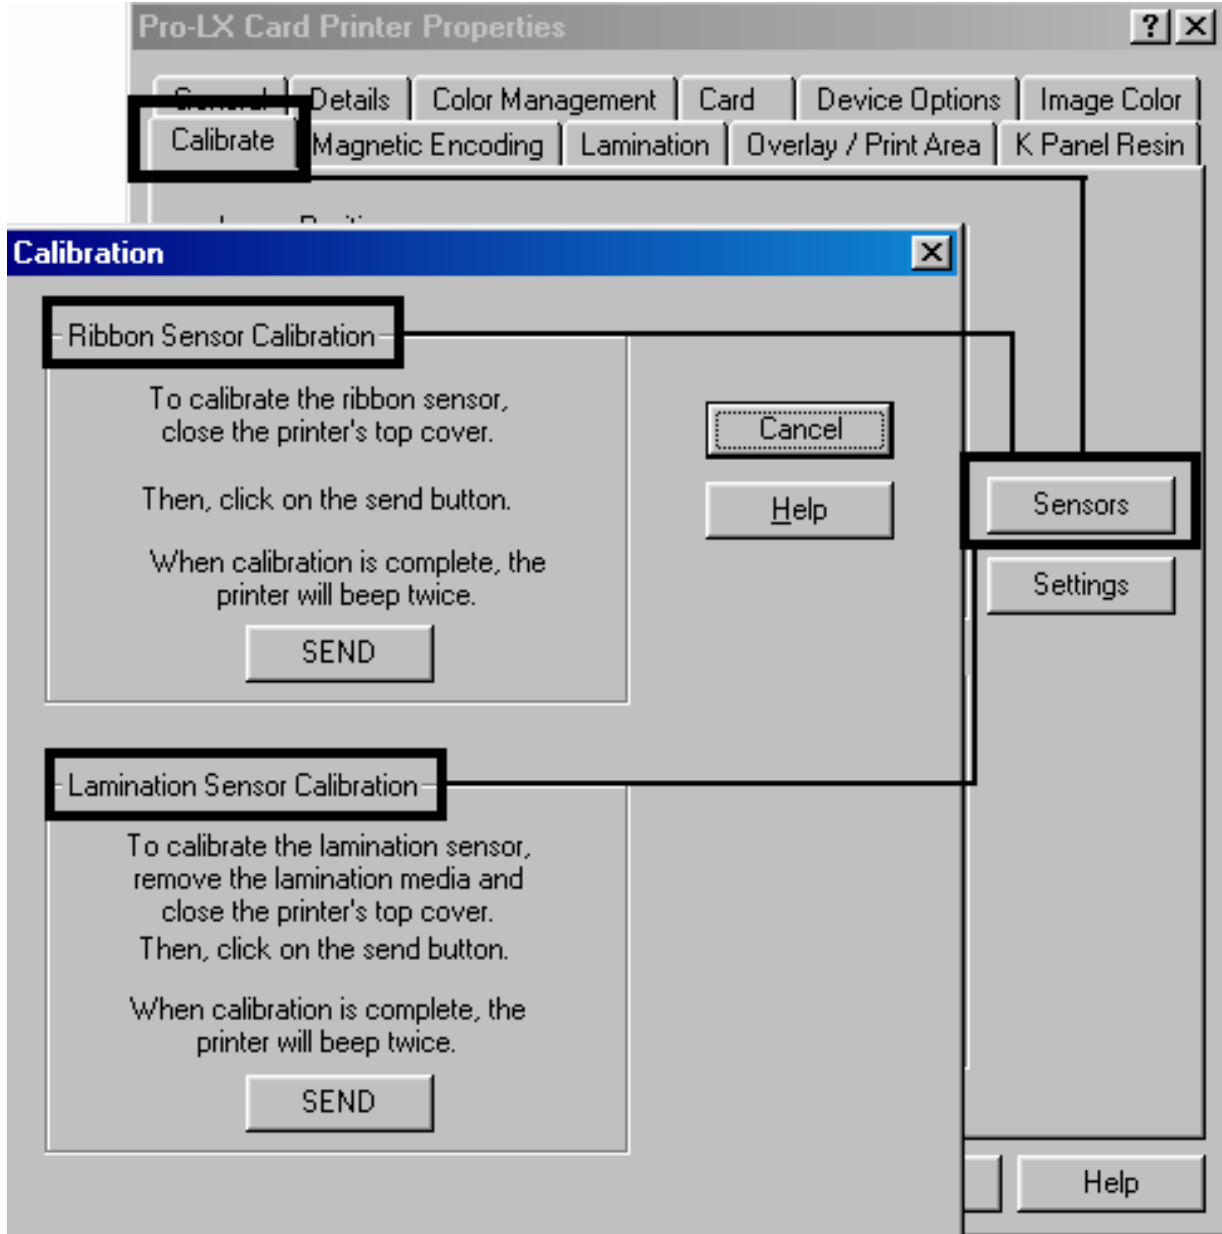 Pro-LX Card Printer Properties
General Details Color Management Card Device Options Image Color
Calibrate Magnetic Encoding Lamination Overlay / Print Area K Panel Resin
Calibration
Ribbon Sensor Calibration
To calibrate the ribbon sensor,
close the printer's top cover.
Then, click on the send button.
When calibration is complete, the
printer will beep twice.
SEND
Cancel
Help
Sensors
Settings
Lamination Sensor Calibration
To calibrate the lamination sensor,
remove the lamination media and
close the printer's top cover.
Then, click on the send button.
When calibration is complete, the
printer will beep twice.
SEND
Help